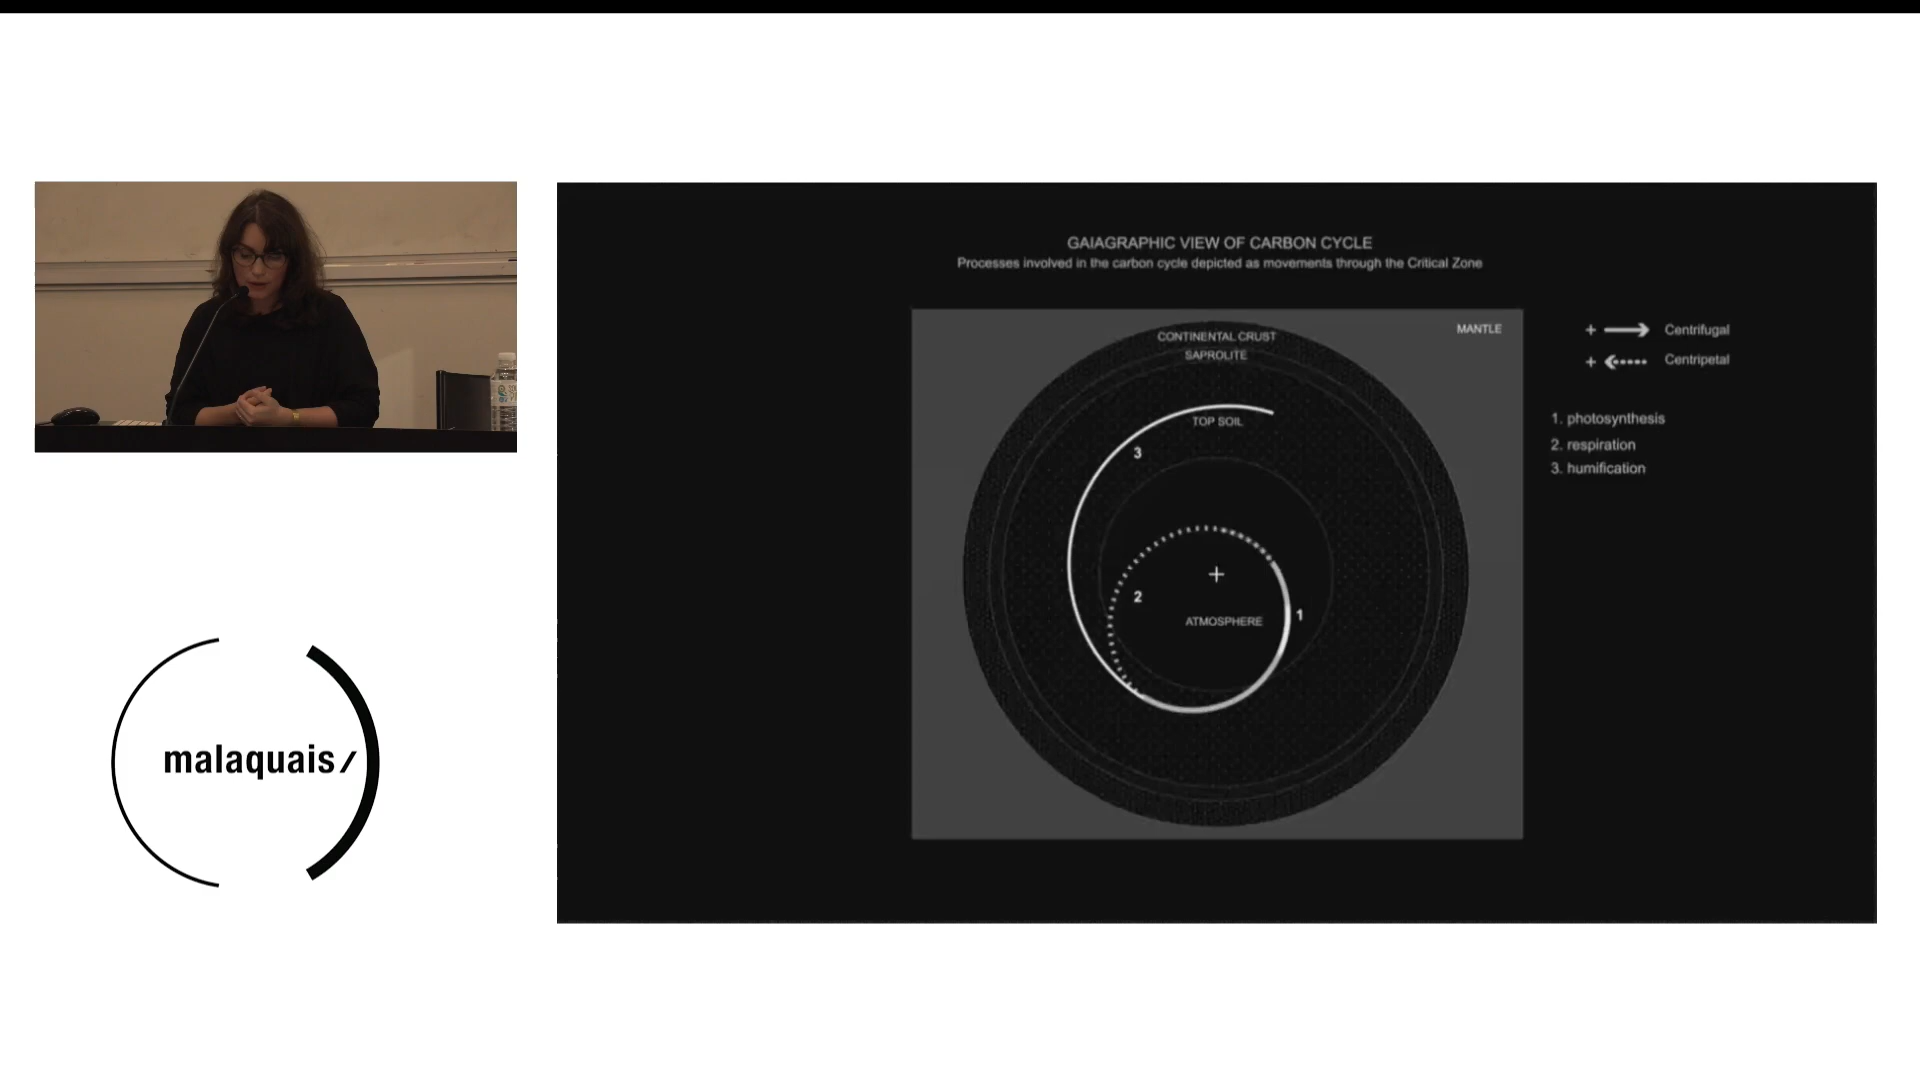 GAIAGRAPHIC VIEW OF CARBON CYCLE
Processes involved in the carbon cycle depicted as movements through the Critical Zone
MANTLE
CONTINENTAL CRUST
SAPROLITE
TOP SOIL
3
2
1
ATMOSPHERE
+ Centrifugal
+ Centripetal
1. photosynthesis
2. respiration
3. humification
malaquais/